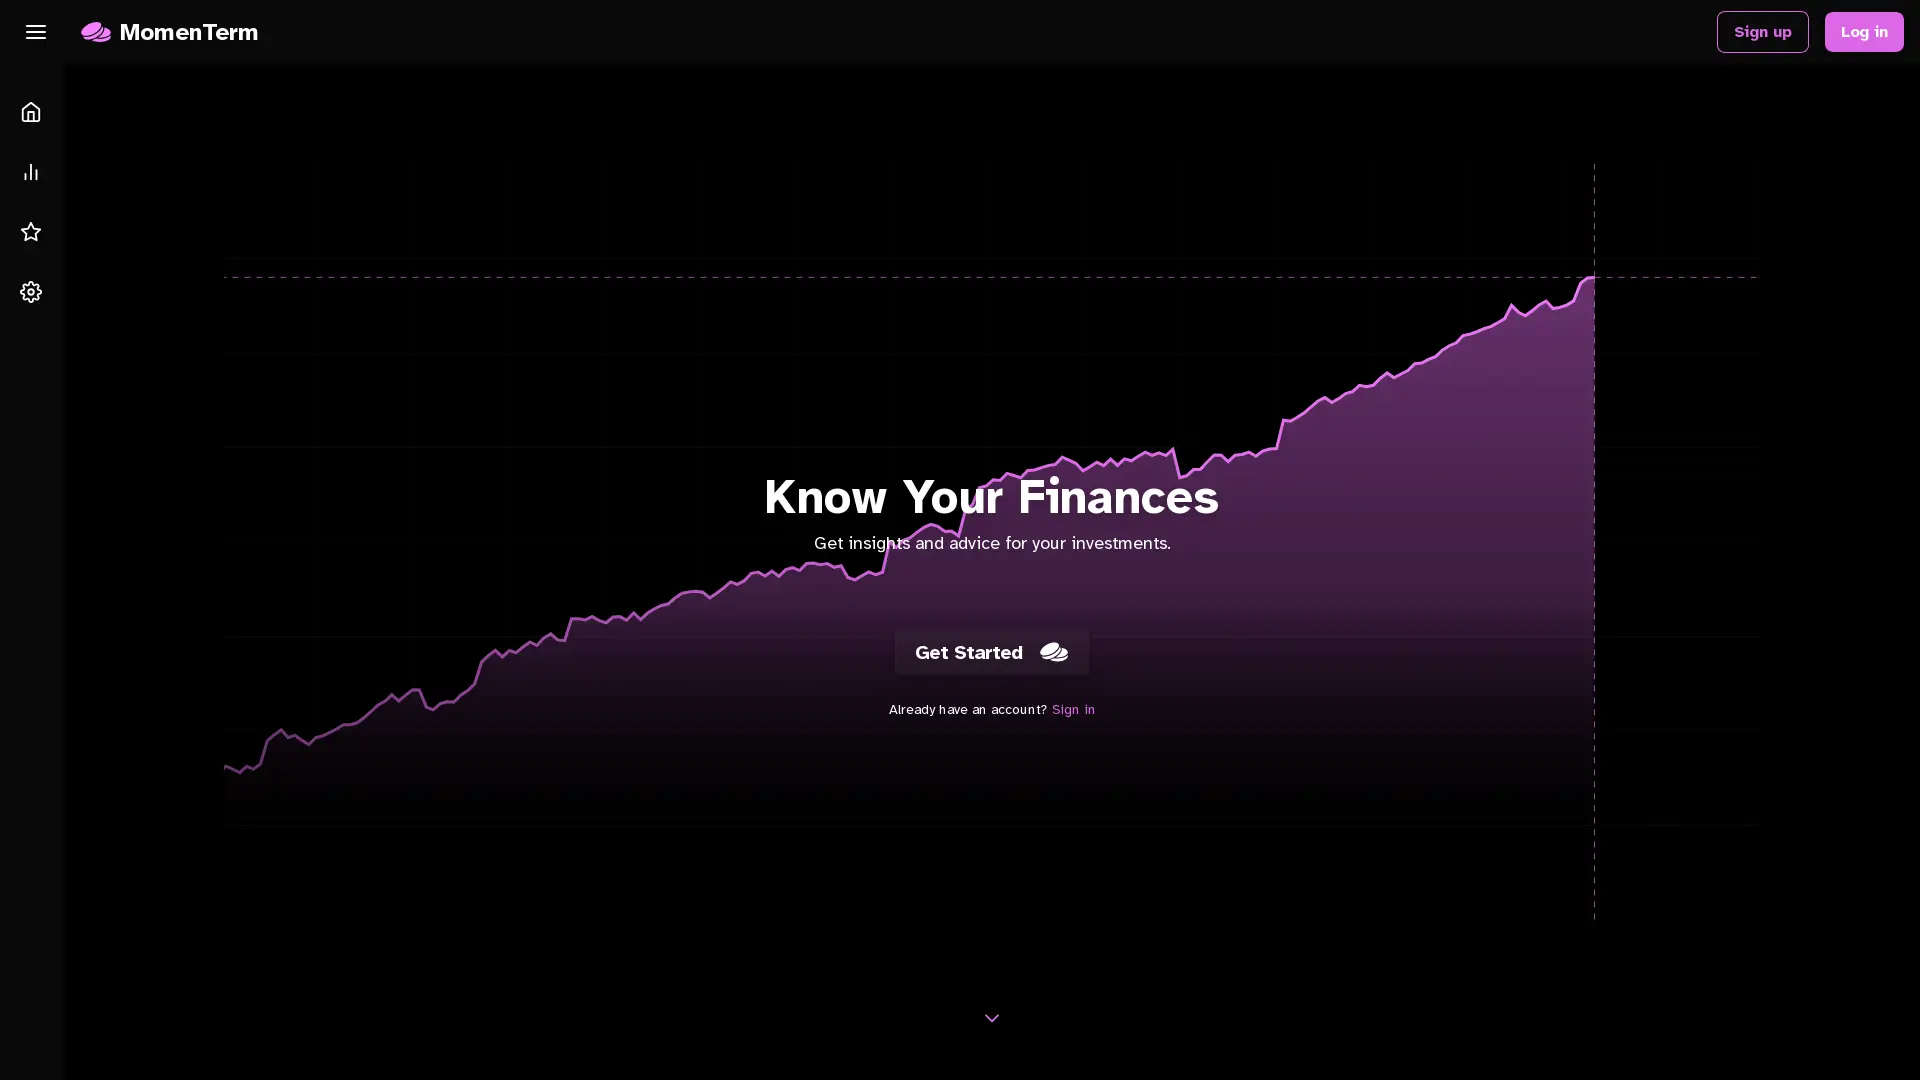 MomenTerm
Sign up
Log in
Know Your Finances
Get insights and advice for your investments.
Get Started
Already have an account? Sign in